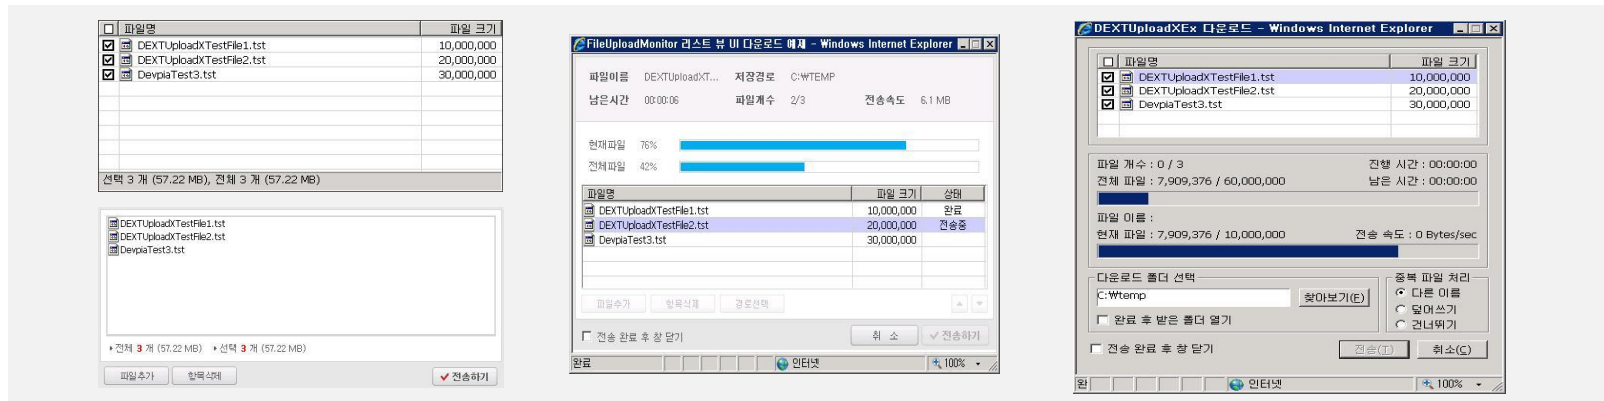 파일명 파일 크기
DEXTUploadXTestFile1.tst 10,000,000
DEXTUploadXTestFile2.tst 20,000,000
DevpiaTest3.tst 30,000,000
선택 3 개 (57.22 MB), 전체 3 개 (57.22 MB)
DEXTUploadXTestFile1.tst
DEXTUploadXTestFile2.tst
DevpiaTest3.tst
전체 3 개 (57.22 MB) 선택 3 개 (57.22 MB)
파일추가 항목삭제 전송하기
FileUploadMonitor 리스트 뷰 UI 다운로드 예제 - Windows Internet Explorer
파일이름 DEXTUploadXT... 저장경로 C:\TEMP
남은시간 00:00:06 파일개수 2/3 전송속도 6.1 MB
현재파일 76%
전체파일 42%
파일명 파일 크기 상태
DEXTUploadXTestFile1.tst 10,000,000 완료
DEXTUploadXTestFile2.tst 20,000,000 전송중
DevpiaTest3.tst 30,000,000
파일추가 항목삭제 경로선택
전송 완료 후 창 닫기 취 소 전송하기
완료 인터넷 100%
DEXTUploadXEx 다운로드 - Windows Internet Explorer
파일명 파일 크기
DEXTUploadXTestFile1.tst 10,000,000
DEXTUploadXTestFile2.tst 20,000,000
DevpiaTest3.tst 30,000,000
파일 개수 : 0 / 3 진행 시간 : 00:00:00
전체 파일 : 7,909,376 / 60,000,000 남은 시간 : 00:00:00
파일 이름 :
현재 파일 : 7,909,376 / 10,000,000 전송 속도 : 0 Bytes/sec
다운로드 폴더 선택 중복 파일 처리
C:₩temp 찾아보기(F) 다른 이름
덮어쓰기
완료 후 받은 폴더 열기 건너뛰기
전송 완료 후 창 닫기 전송(T) 취소(C)
완 인터넷 100%